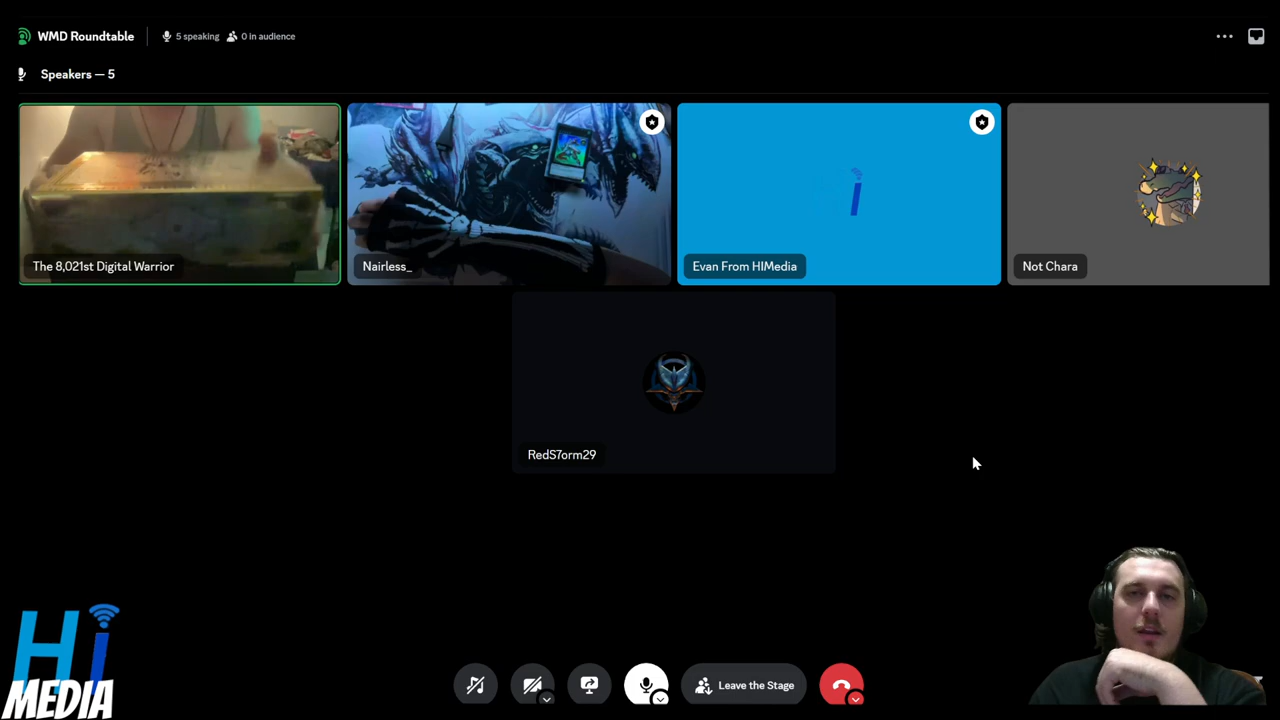 WMD Roundtable
5 speaking
0 in audience
Speakers — 5
The 8,021st Digital Warrior
Nairless_
Evan From HIMedia
Not Chara
RedS7orm29
Hi
MEDIA
Leave the Stage